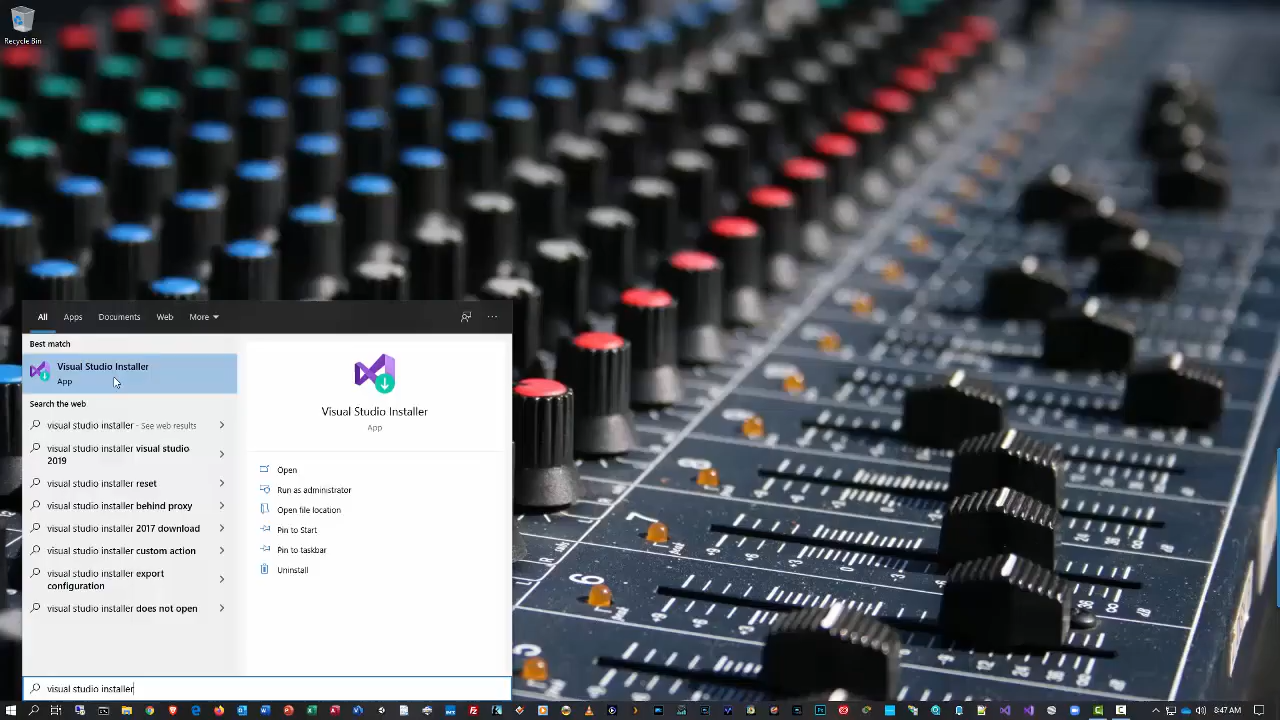 Recycle Bin
All Apps Documents Web More
Best match
Visual Studio Installer
App
Search the web
visual studio installer - See web results
visual studio installer visual studio
2019
visual studio installer reset
visual studio installer behind proxy
visual studio installer 2017 download
visual studio installer custom action
visual studio installer export
configuration
visual studio installer does not open
Visual Studio Installer
App
Open
Run as administrator
Open file location
Pin to Start
Pin to taskbar
Uninstall
visual studio installer
8:47 AM